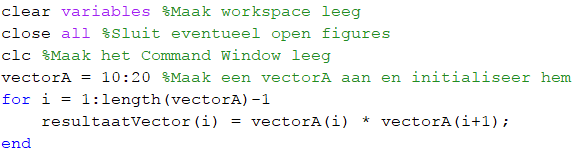 clear variables %Maak workspace leeg
close all %Sluit eventueel open figures
clc %Maak het Command Window leeg
vectorA = 10:20 %Maak een vectorA aan en initialiseer hem
for i = 1:length(vectorA)-1
    resultaatVector(i) = vectorA(i) * vectorA(i+1);
end